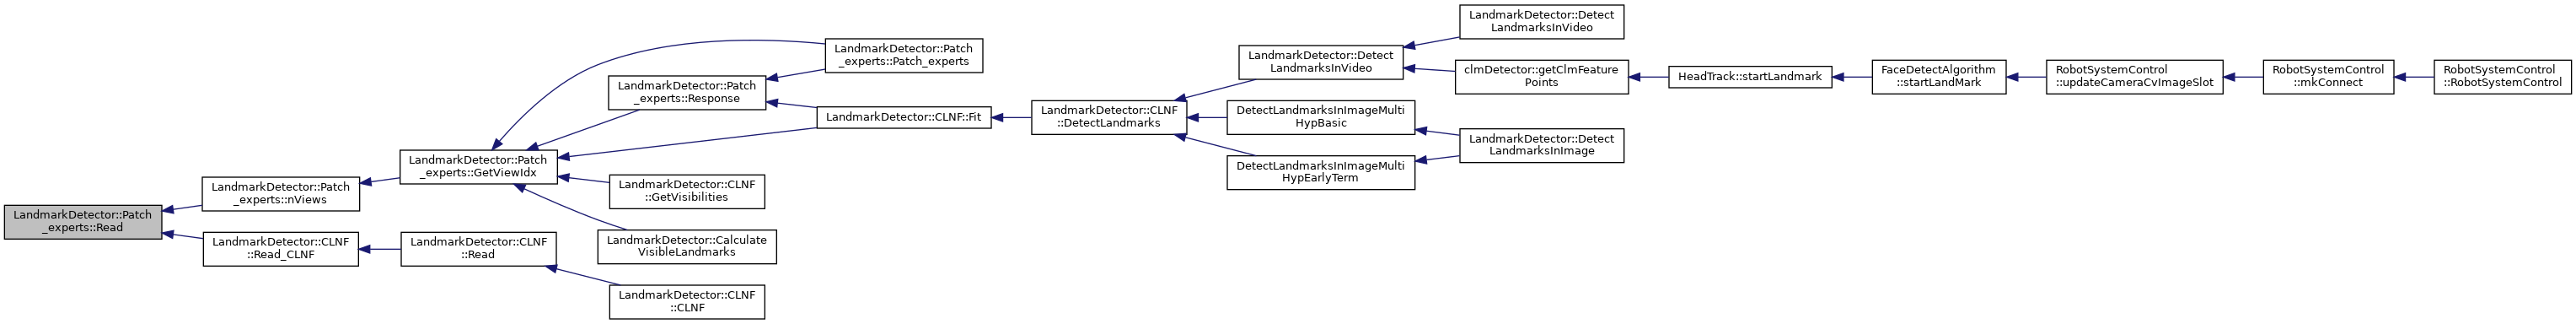 LandmarkDetector::Patch
_experts::Read
LandmarkDetector::Patch
_experts::nViews
LandmarkDetector::CLNF
::Read_CLNF
LandmarkDetector::Patch
_experts::GetViewIdx
LandmarkDetector::CLNF
::Read
LandmarkDetector::Patch
_experts::Patch_experts
LandmarkDetector::Patch
_experts::Response
LandmarkDetector::CLNF::Fit
LandmarkDetector::CLNF
::GetVisibilities
LandmarkDetector::Calculate
VisibleLandmarks
LandmarkDetector::CLNF
::CLNF
LandmarkDetector::CLNF
::DetectLandmarks
LandmarkDetector::Detect
LandmarksInVideo
DetectLandmarksInImageMulti
HypBasic
DetectLandmarksInImageMulti
HypEarlyTerm
LandmarkDetector::Detect
LandmarksInVideo
clmDetector::getClmFeature
Points
LandmarkDetector::Detect
LandmarksInImage
HeadTrack::startLandmark
FaceDetectAlgorithm
::startLandMark
RobotSystemControl
::updateCameraCvImageSlot
RobotSystemControl
::mkConnect
RobotSystemControl
::RobotSystemControl